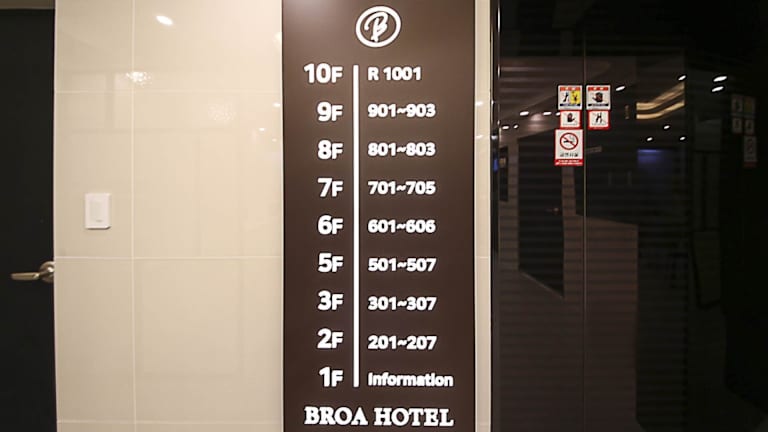 B
10F R 1001
9F 901~903
8F 801~803
7F 701~705
6F 601~606
5F 501~507
3F 301~307
2F 201~207
1F Information
BROA HOTEL